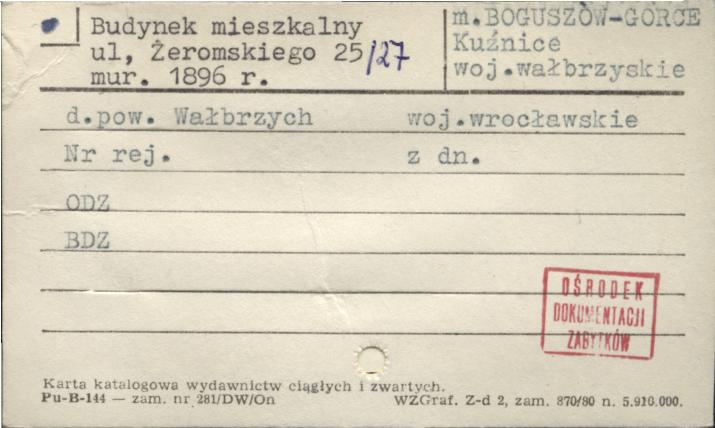 Budynek mieszkalny
ul, Żeromskiego 25/27
mur. 1896 r.
m.BOGUSZÓW-GORCE
Kuźnice
woj.wałbrzyskie
d.pow. Wałbrzych woj.wrocławskie
Nr rej. z dn.
ODZ
BDZ
OŚRODEK
DOKUMENTACJI
ZABYTKÓW
Karta katalogowa wydawnictw ciągłych i zwartych.
Pu-B-144 — zam. nr 281/DW/On WZGraf. Z-d 2, zam. 870/80 n. 5.910.000.